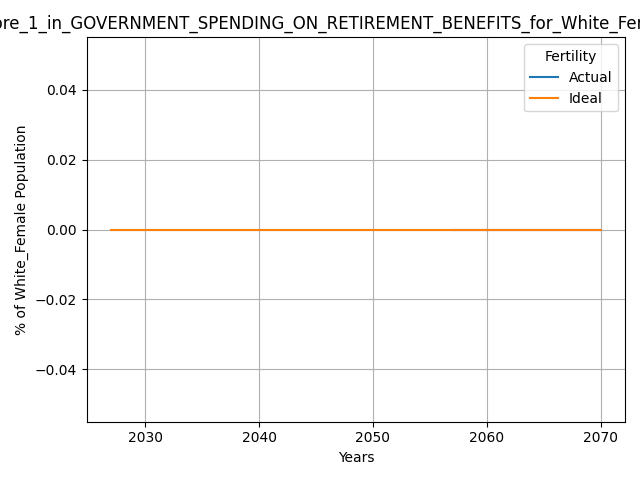 ore_1_in_GOVERNMENT_SPENDING_ON_RETIREMENT_BENEFITS_for_White_Fem
Fertility
Actual
Ideal
0.04
0.02
0.00
−0.02
−0.04
% of White_Female Population
2030 2040 2050 2060 2070
Years